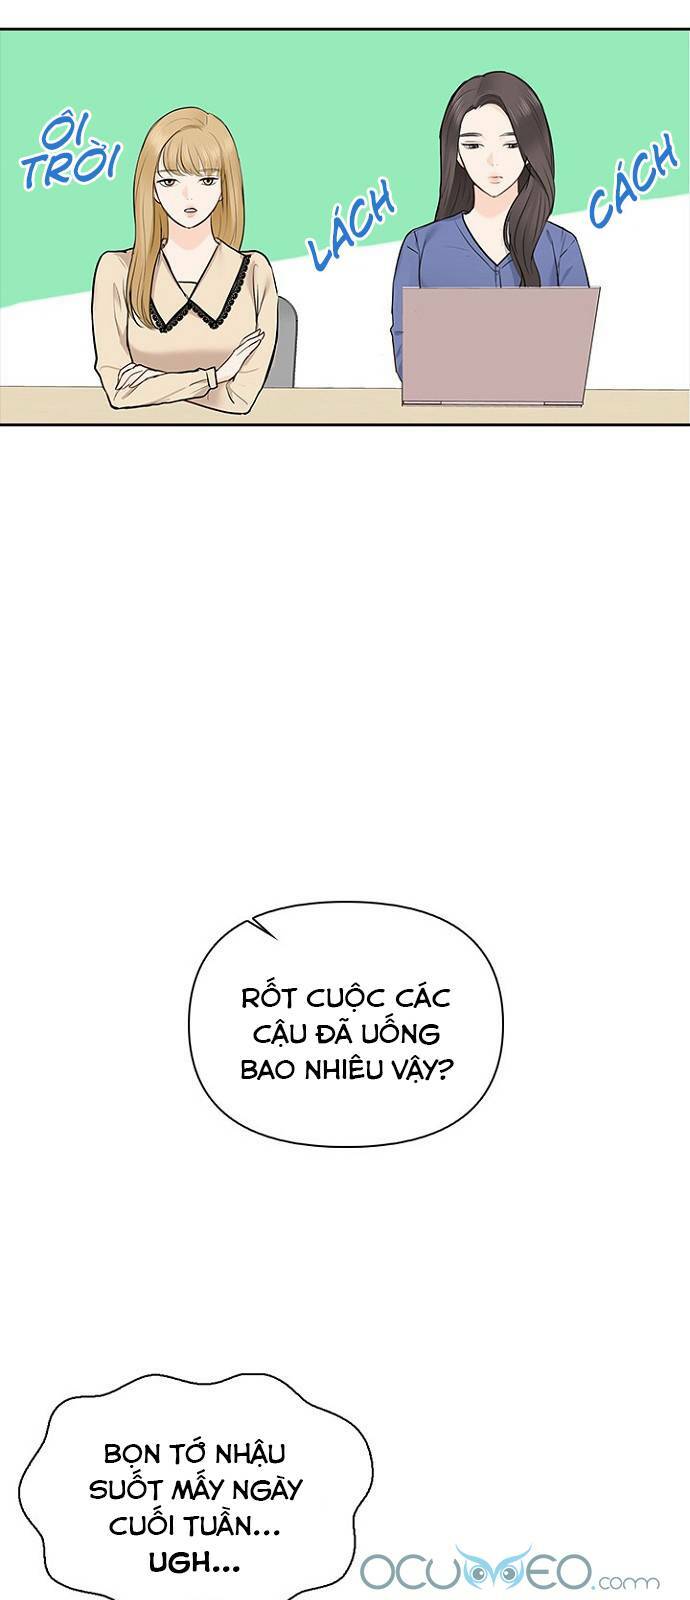 ÔI
TRỜI
LÁCH
CÁCH
RỐT CUỘC CÁC
CẬU ĐÃ UỐNG
BAO NHIÊU VẬY?
BỌN TỚ NHẬU
SUỐT MẤY NGÀY
CUỐI TUẦN...
UGH...
OCUMEO.comm